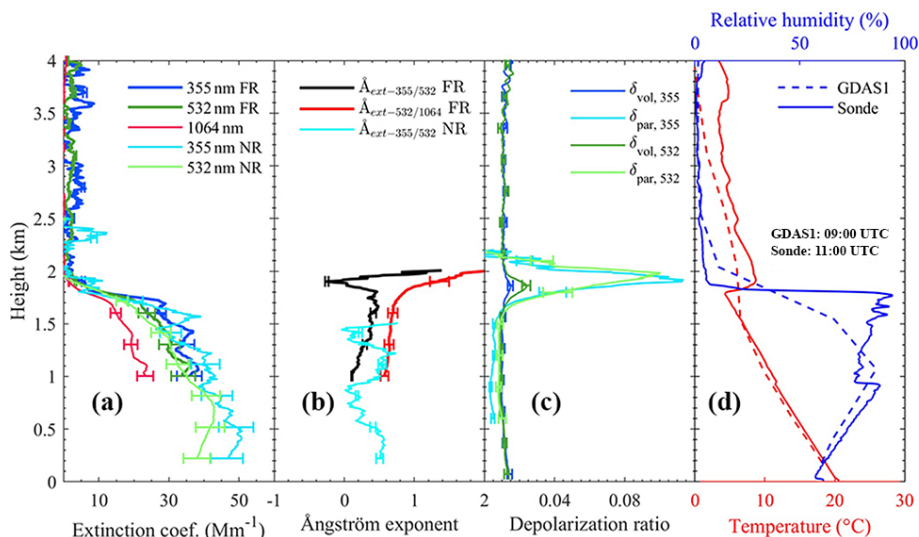 Relative humidity (%)
0 50 100
4
3.5
3
2.5
2
1.5
1
0.5
0
Height (km)
355 nm FR
532 nm FR
1064 nm
355 nm NR
532 nm NR
Åext−355/532 FR
Åext−532/1064 FR
Åext−355/532 NR
δvol, 355
δpar, 355
δvol, 532
δpar, 532
GDAS1
Sonde
GDAS1: 09:00 UTC
Sonde: 11:00 UTC
(a) (b) (c) (d)
10 30 50 -1 0 1 2 0.04 0.08 0 10 20 30
Extinction coef. (Mm-1) Ångström exponent Depolarization ratio Temperature (°C)